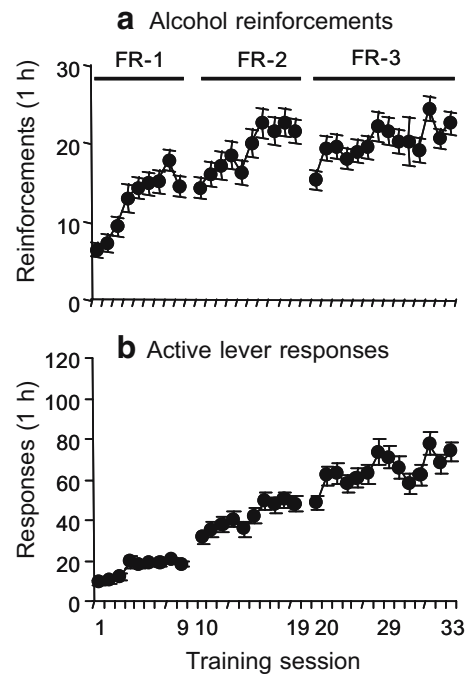 a Alcohol reinforcements
FR-1 FR-2 FR-3
Reinforcements (1 h)
30
20
10
0
b Active lever responses
Responses (1 h)
120
100
80
60
40
20
0
1 9 10 19 20 29 33
Training session